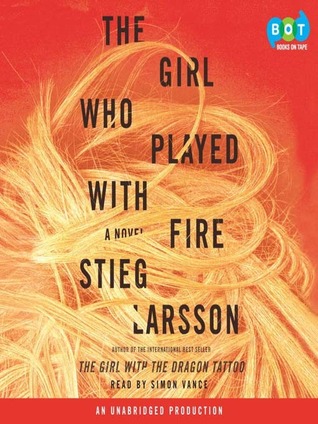 BOT
BOOKS ON TAPE
THE
GIRL
WHO
PLAYED
WITH
FIRE
A NOVEL
STIEG
LARSSON
AUTHOR OF THE INTERNATIONAL BEST SELLER
THE GIRL WITH THE DRAGON TATTOO
READ BY SIMON VANCE
AN UNABRIDGED PRODUCTION